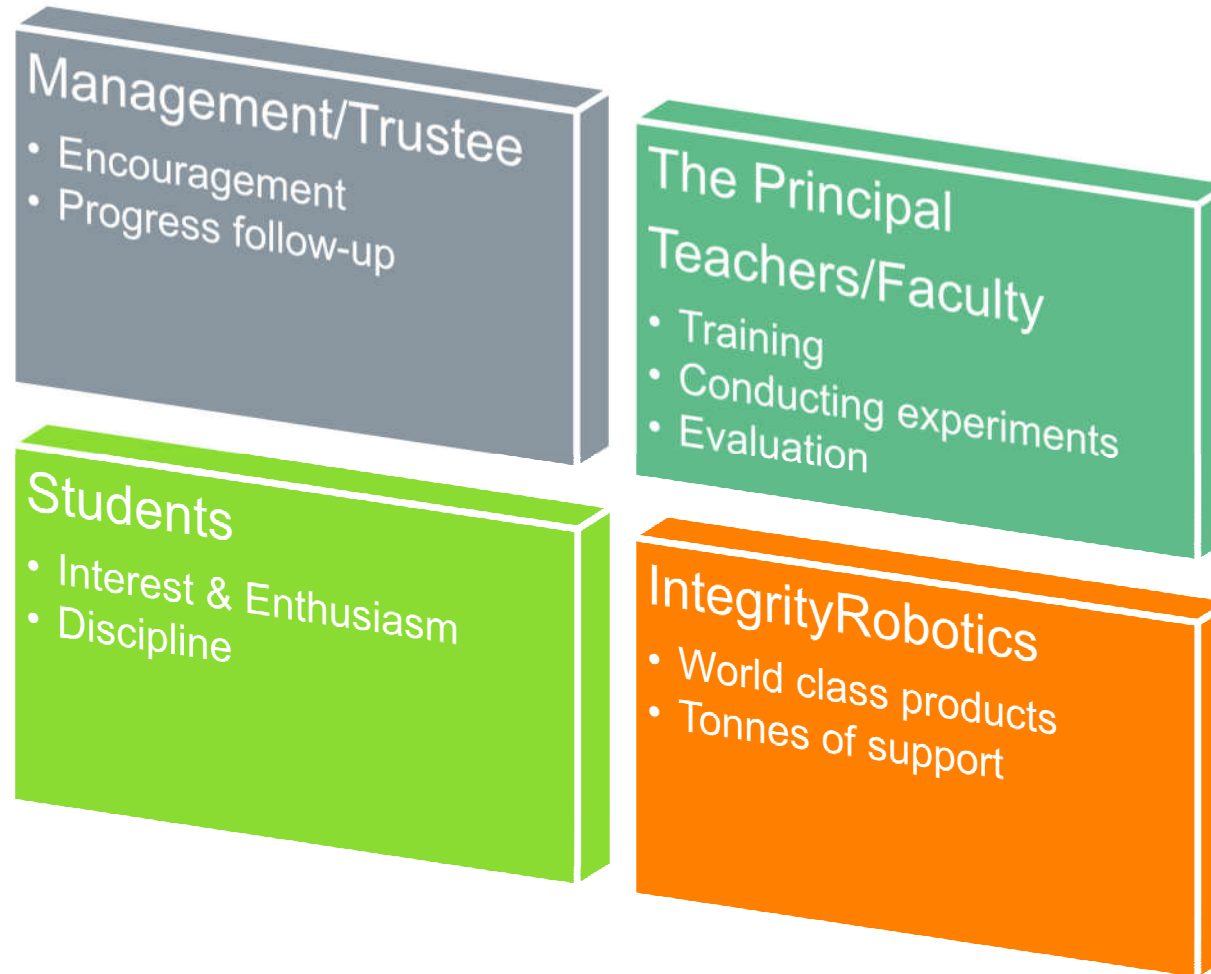 Management/Trustee
• Encouragement
• Progress follow-up
The Principal
Teachers/Faculty
• Training
• Conducting experiments
• Evaluation
Students
• Interest & Enthusiasm
• Discipline
IntegrityRobotics
• World class products
• Tonnes of support